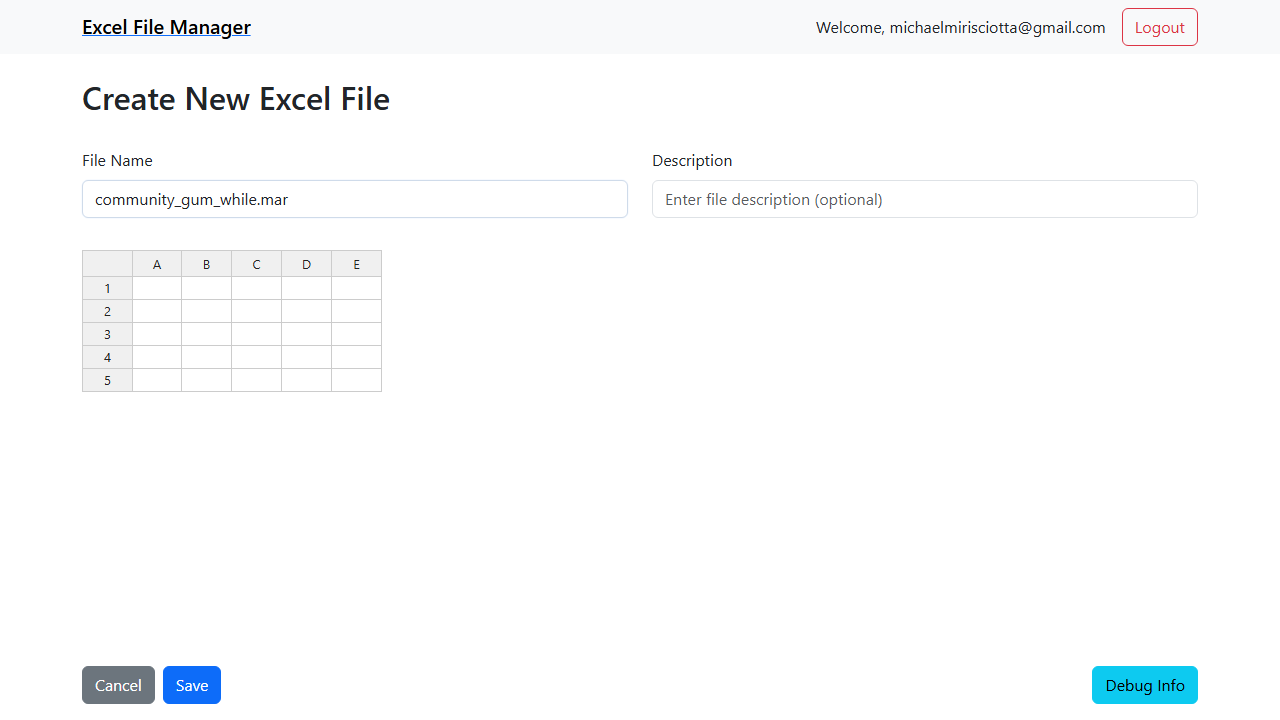 Excel File Manager
Welcome, michaelmirisciotta@gmail.com
Logout
Create New Excel File
File Name
Description
community_gum_while.mar
Enter file description (optional)
A B C D E
1
2
3
4
5
Cancel
Save
Debug Info